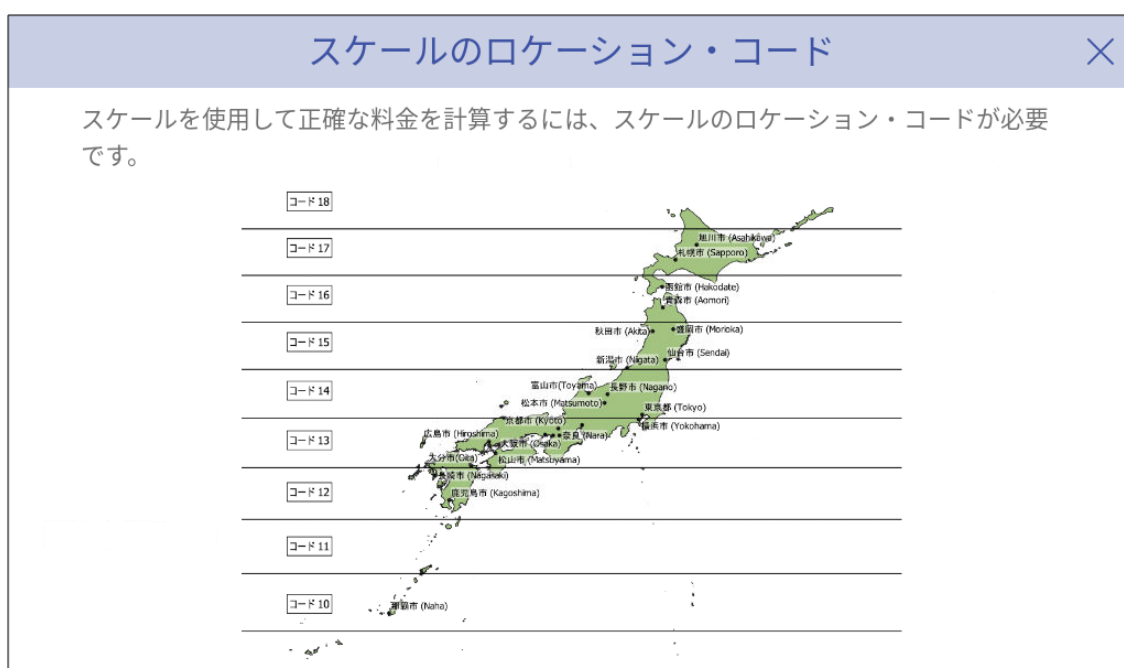 スケールのロケーション・コード
スケールを使用して正確な料金を計算するには、スケールのロケーション・コードが必要
です。
コード 18
旭川市 (Asahikawa)
コード 17
札幌市 (Sapporo)
コード 16
函館市 (Hakodate)
青森市 (Aomori)
秋田市 (Akita)
盛岡市 (Morioka)
コード 15
仙台市 (Sendai)
新潟市 (Niigata)
富山市(Toyama)
長野市 (Nagano)
コード 14
松本市 (Matsumoto)
東京都 (Tokyo)
京都市 (Kyoto)
横浜市 (Yokohama)
広島市 (Hiroshima)
奈良 (Nara)
コード 13
大阪市 (Osaka)
大分市(Oita)
松山市 (Matsuyama)
長崎市 (Nagasaki)
コード 12
鹿児島市 (Kagoshima)
コード 11
コード 10
那覇市 (Naha)